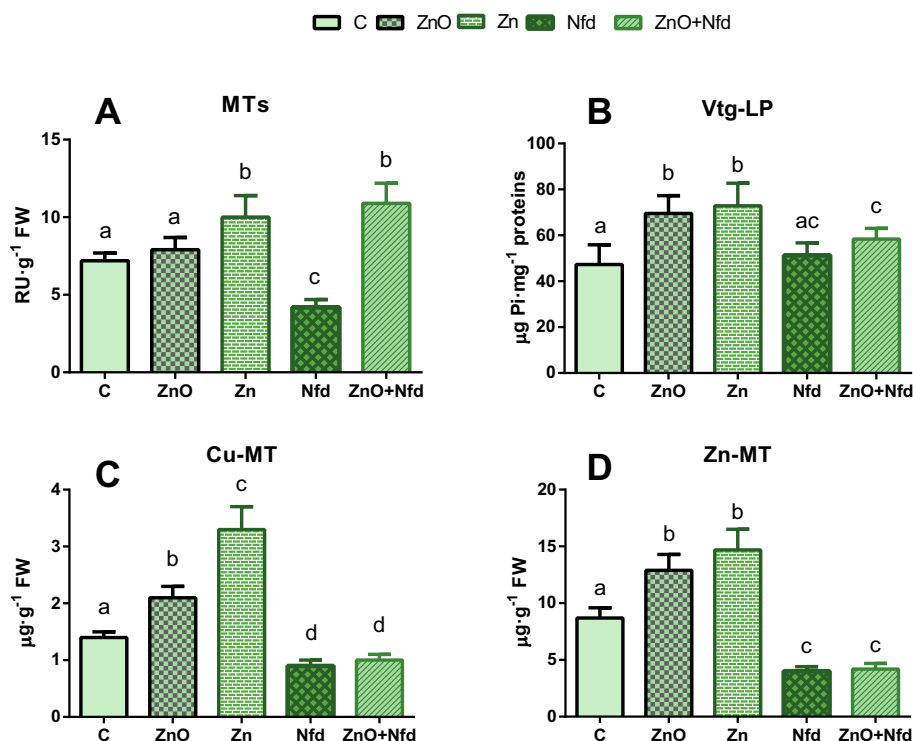 C ZnO Zn Nfd ZnO+Nfd
A MTs
RU·g⁻¹ FW
15
10
5
0
a a b c b
C ZnO Zn Nfd ZnO+Nfd
B Vtg-LP
µg Pi·mg⁻¹ proteins
100
80
60
40
20
0
a b b ac c
C ZnO Zn Nfd ZnO+Nfd
C Cu-MT
µg·g⁻¹ FW
4
3
2
1
0
a b c d d
C ZnO Zn Nfd ZnO+Nfd
D Zn-MT
µg·g⁻¹ FW
20
15
10
5
0
a b b c c
C ZnO Zn Nfd ZnO+Nfd